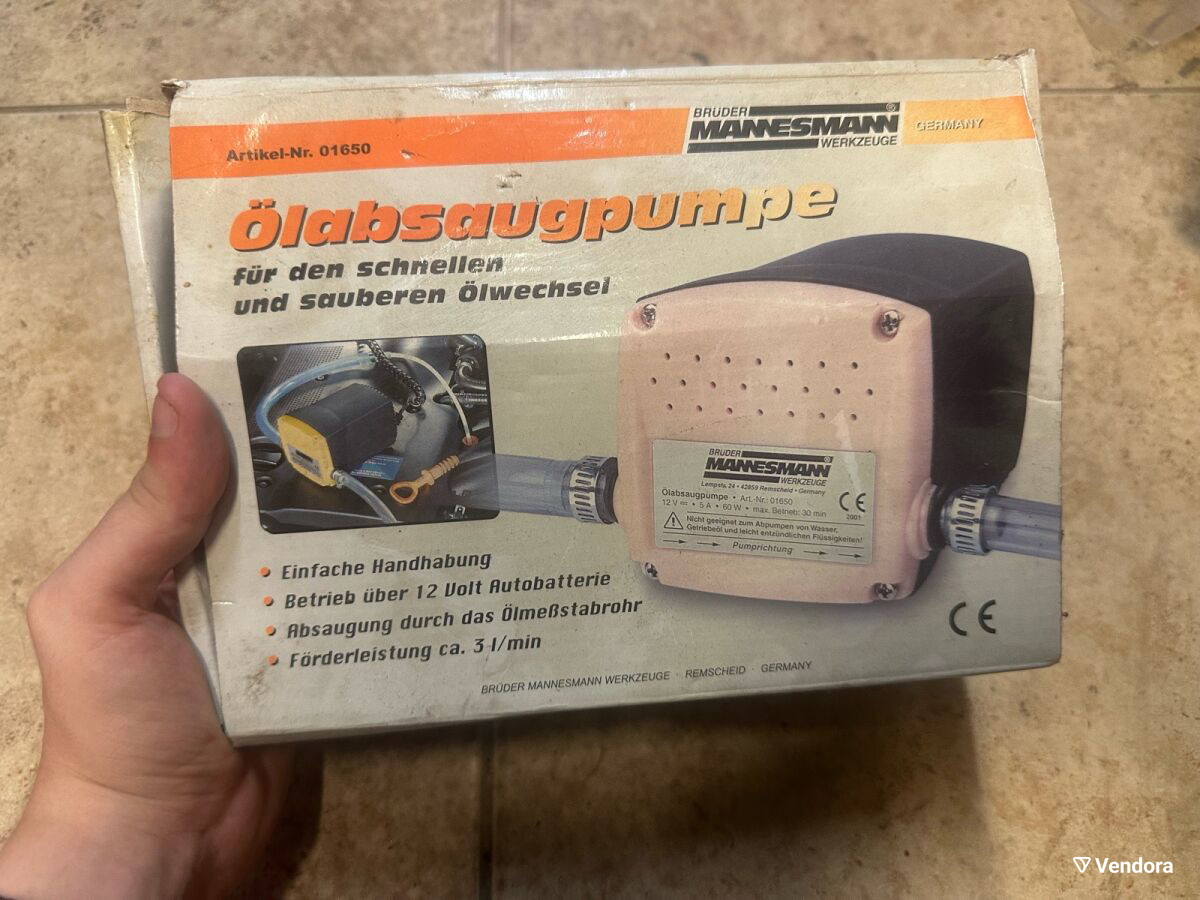 Artikel-Nr. 01650
BRÜDER
MANNESMANN®
WERKZEUGE
GERMANY
Ölabsaugpumpe
für den schnellen
und sauberen Ölwechsel
BRÜDER
MANNESMANN®
WERKZEUGE
Lempstr. 24 • 42859 Remscheid • Germany
Ölabsaugpumpe • Art.-Nr.: 01650
12 V ⎓ • 5 A • 60 W • max. Betrieb: 30 min
CE
2001
Nicht geeignet zum Abpumpen von Wasser,
Getriebeöl und leicht entzündlichen Flüssigkeiten!
Pumprichtung
• Einfache Handhabung
• Betrieb über 12 Volt Autobatterie
• Absaugung durch das Ölmeßstabrohr
• Förderleistung ca. 3 l/min
CE
BRÜDER MANNESMANN WERKZEUGE · REMSCHEID · GERMANY
Vendora